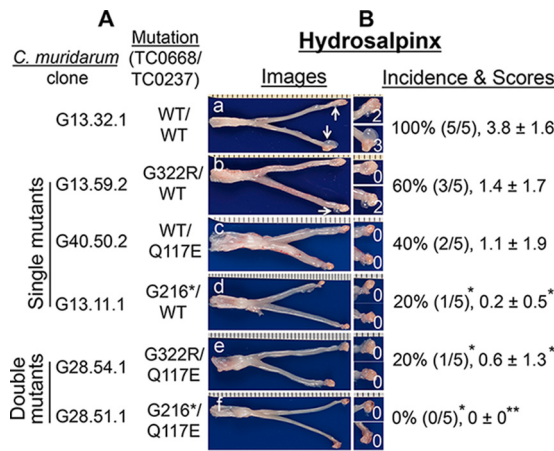 A
B
C. muridarum
clone
Mutation
(TC0668/
TC0237)
Hydrosalpinx
Images
Incidence & Scores
G13.32.1
WT/
WT
a
2
3
100% (5/5), 3.8 ± 1.6
Single mutants
G13.59.2
G322R/
WT
b
0
2
60% (3/5), 1.4 ± 1.7
G40.50.2
WT/
Q117E
c
0
0
40% (2/5), 1.1 ± 1.9
G13.11.1
G216*/
WT
d
0
0
20% (1/5)*, 0.2 ± 0.5*
Double
mutants
G28.54.1
G322R/
Q117E
e
0
0
20% (1/5),* 0.6 ± 1.3*
G28.51.1
G216*/
Q117E
f
0
0
0% (0/5),* 0 ± 0**